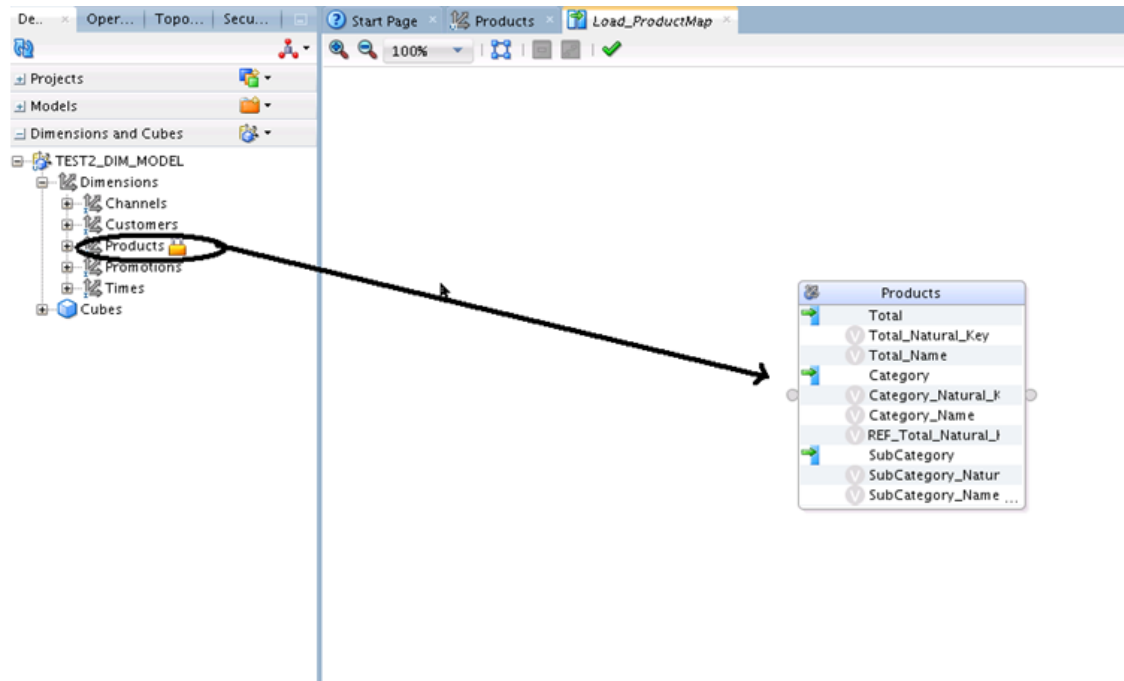 De... Oper... Topo... Secu...
Start Page Products Load_ProductMap
100%
Projects
Models
Dimensions and Cubes
TEST2_DIM_MODEL
Dimensions
Channels
Customers
Products
Promotions
Times
Cubes
Products
Total
V Total_Natural_Key
V Total_Name
Category
V Category_Natural_K
V Category_Name
V REF_Total_Natural_
SubCategory
V SubCategory_Natur
V SubCategory_Name ...